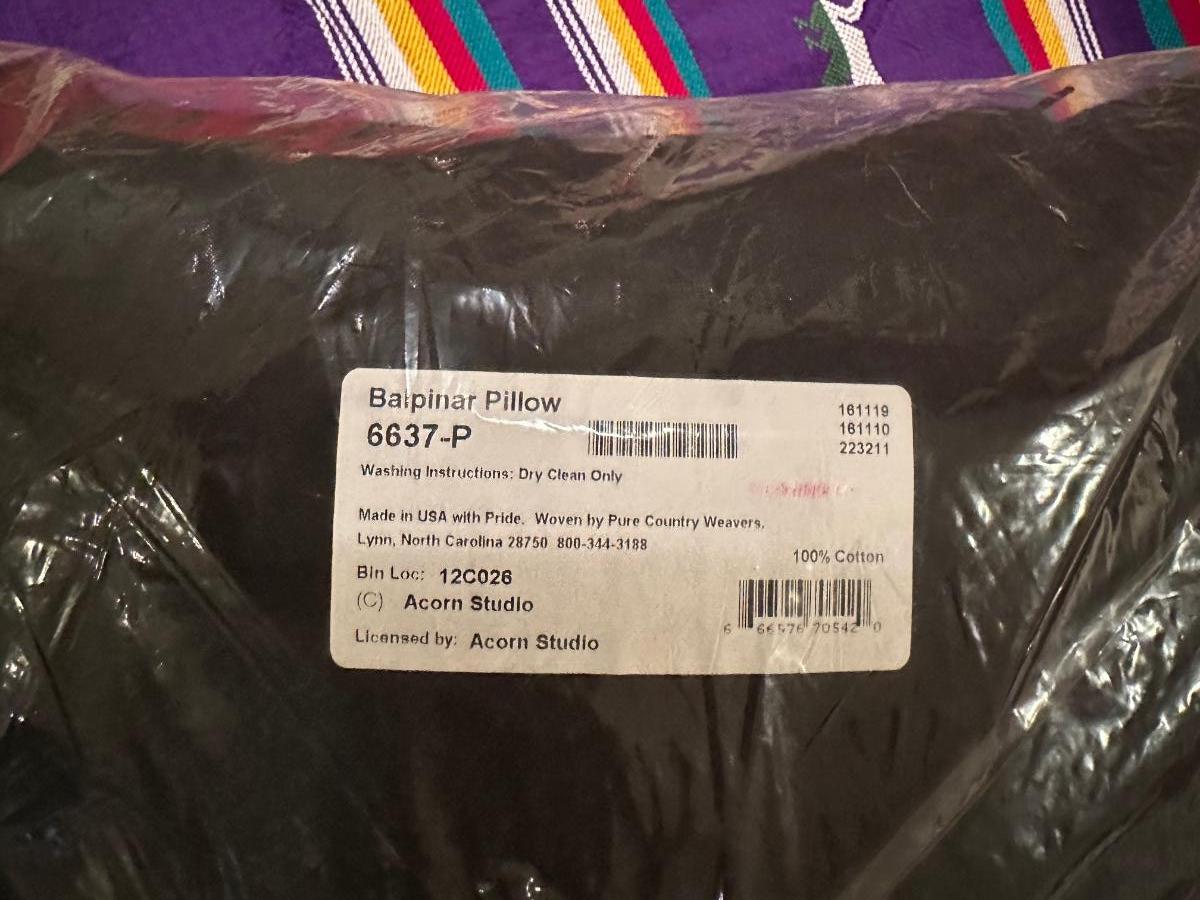 Balpinar Pillow
6637-P
161119
161110
223211
Washing Instructions: Dry Clean Only
Made in USA with Pride. Woven by Pure Country Weavers,
Lynn, North Carolina 28750 800-344-3188
100% Cotton
Bin Loc: 12C026
(C) Acorn Studio
Licensed by: Acorn Studio
6 66576 70542 0